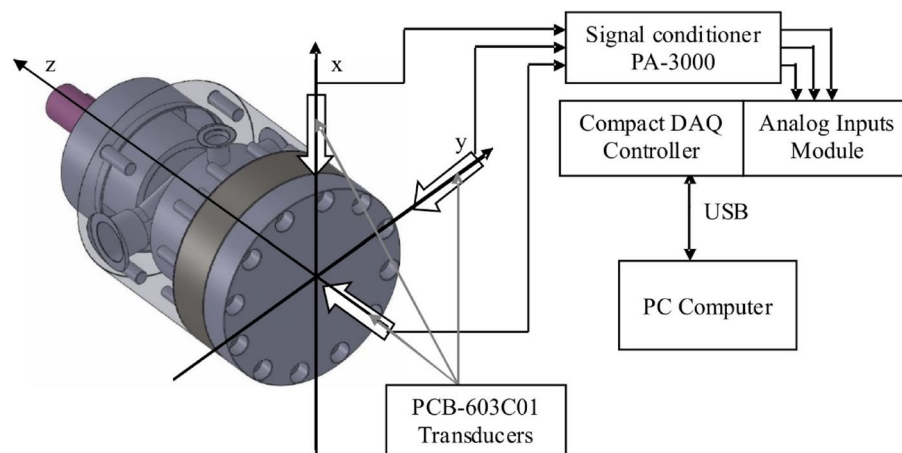 x
z
y
Signal conditioner
PA-3000
Compact DAQ
Controller
Analog Inputs
Module
USB
PC Computer
PCB-603C01
Transducers